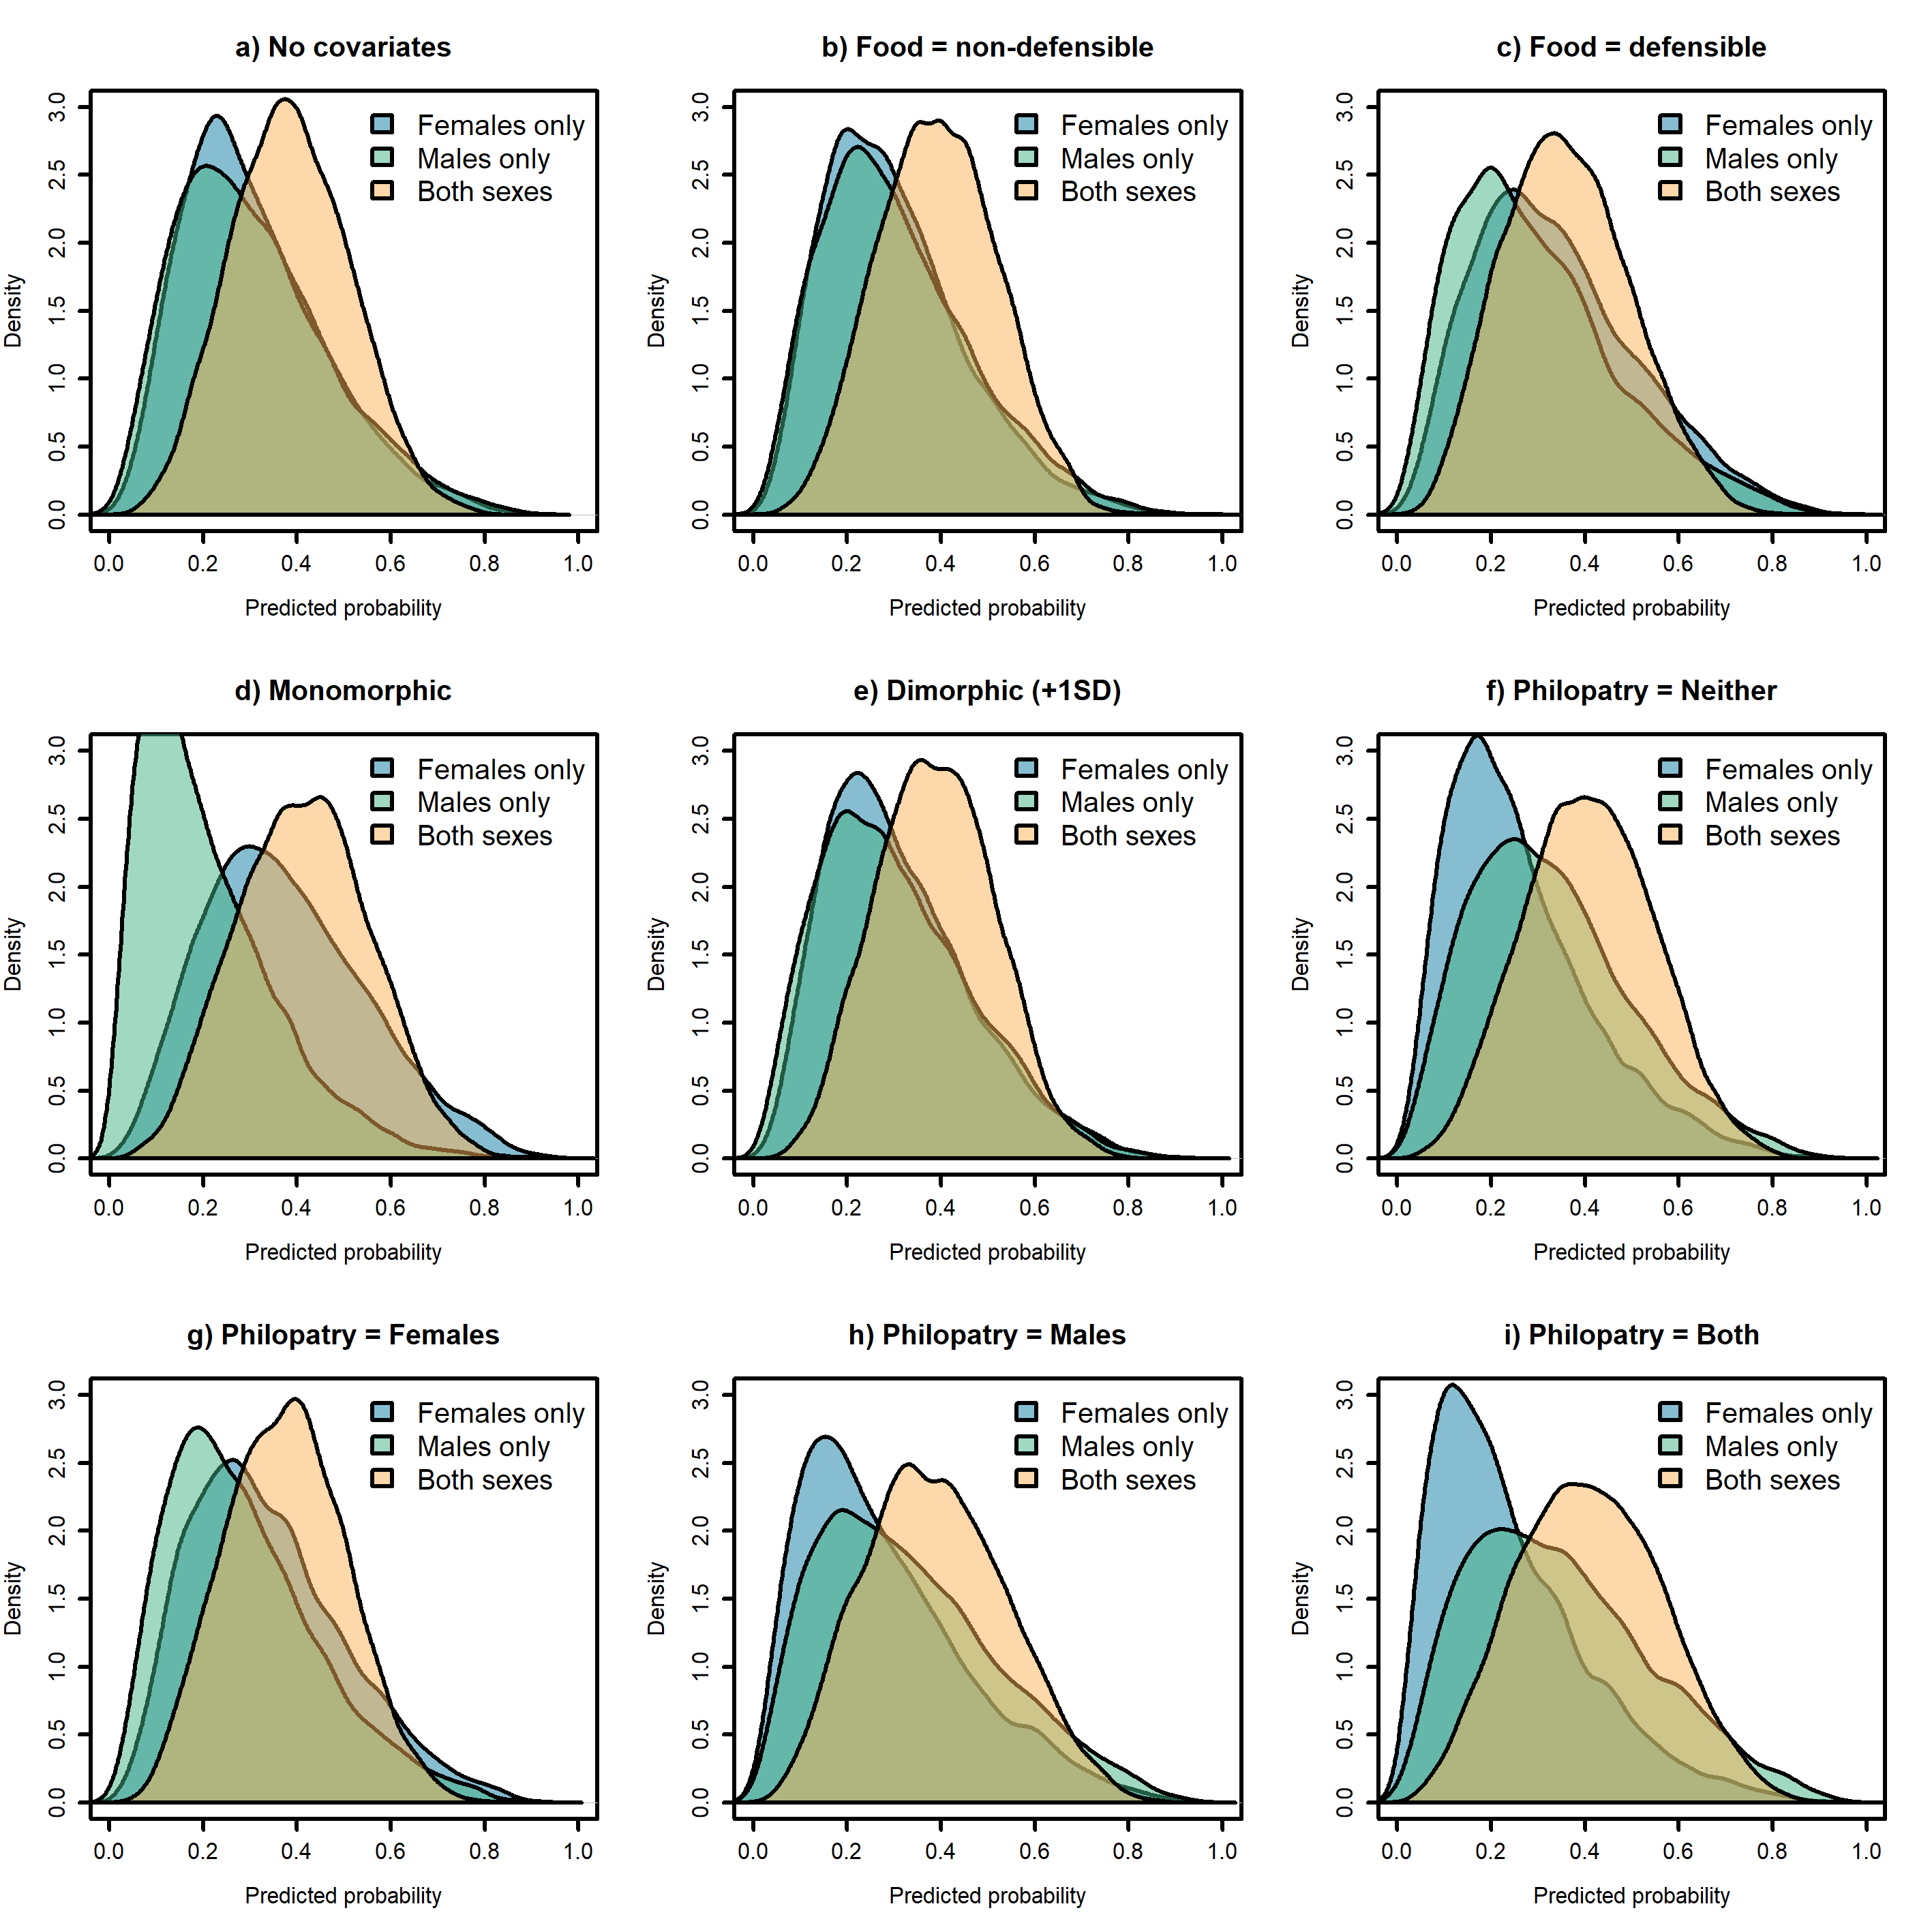 a) No covariates
b) Food = non-defensible
c) Food = defensible
Density
0.0 0.5 1.0 1.5 2.0 2.5 3.0
Females only
Males only
Both sexes
0.0 0.2 0.4 0.6 0.8 1.0
Predicted probability
Density
0.0 0.5 1.0 1.5 2.0 2.5 3.0
Females only
Males only
Both sexes
0.0 0.2 0.4 0.6 0.8 1.0
Predicted probability
Density
0.0 0.5 1.0 1.5 2.0 2.5 3.0
Females only
Males only
Both sexes
0.0 0.2 0.4 0.6 0.8 1.0
Predicted probability
d) Monomorphic
e) Dimorphic (+1SD)
f) Philopatry = Neither
Density
0.0 0.5 1.0 1.5 2.0 2.5 3.0
Females only
Males only
Both sexes
0.0 0.2 0.4 0.6 0.8 1.0
Predicted probability
Density
0.0 0.5 1.0 1.5 2.0 2.5 3.0
Females only
Males only
Both sexes
0.0 0.2 0.4 0.6 0.8 1.0
Predicted probability
Density
0.0 0.5 1.0 1.5 2.0 2.5 3.0
Females only
Males only
Both sexes
0.0 0.2 0.4 0.6 0.8 1.0
Predicted probability
g) Philopatry = Females
h) Philopatry = Males
i) Philopatry = Both
Density
0.0 0.5 1.0 1.5 2.0 2.5 3.0
Females only
Males only
Both sexes
0.0 0.2 0.4 0.6 0.8 1.0
Predicted probability
Density
0.0 0.5 1.0 1.5 2.0 2.5 3.0
Females only
Males only
Both sexes
0.0 0.2 0.4 0.6 0.8 1.0
Predicted probability
Density
0.0 0.5 1.0 1.5 2.0 2.5 3.0
Females only
Males only
Both sexes
0.0 0.2 0.4 0.6 0.8 1.0
Predicted probability